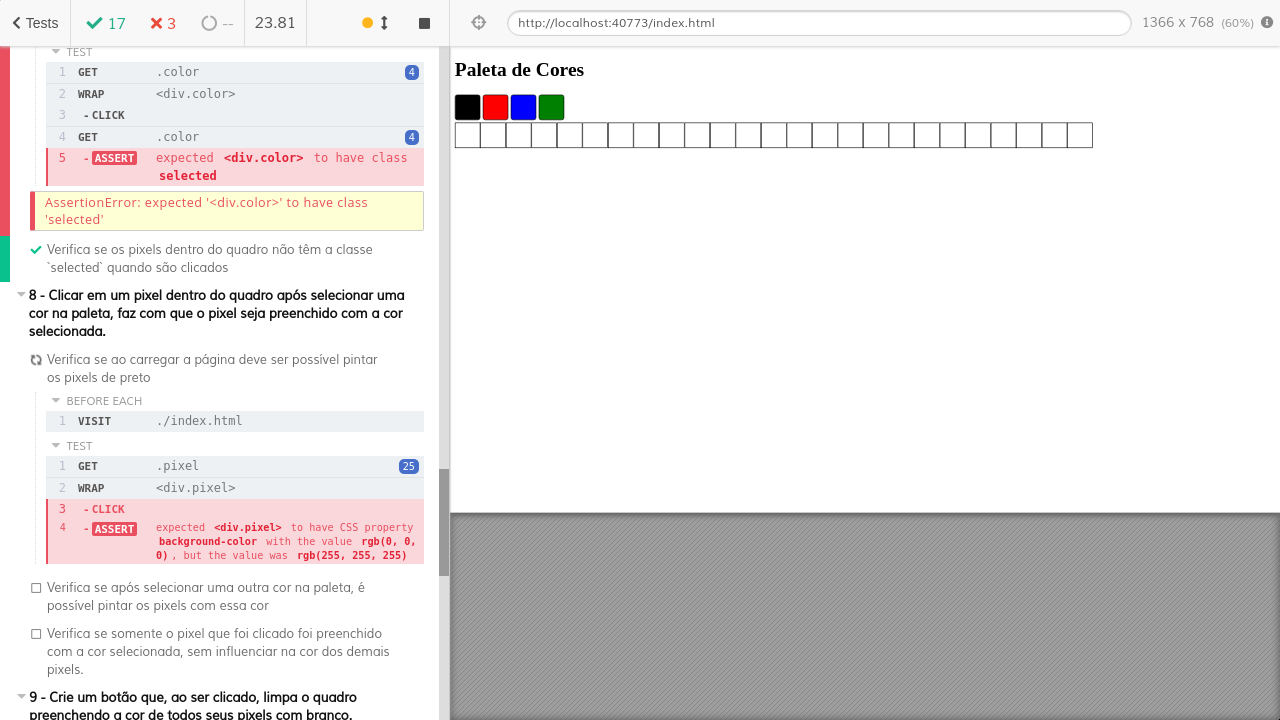 Tests 17 3 -- 23.81 http://localhost:40773/index.html 1366 x 768 (60%)
TEST
1 GET .color 4
2 WRAP <div.color>
3 - CLICK
4 GET .color 4
5 - ASSERT expected <div.color> to have class
selected
AssertionError: expected '<div.color>' to have class
'selected'
Verifica se os pixels dentro do quadro não têm a classe
`selected` quando são clicados
8 - Clicar em um pixel dentro do quadro após selecionar uma
cor na paleta, faz com que o pixel seja preenchido com a cor
selecionada.
Verifica se ao carregar a página deve ser possível pintar
os pixels de preto
BEFORE EACH
1 VISIT ./index.html
TEST
1 GET .pixel 25
2 WRAP <div.pixel>
3 - CLICK
4 - ASSERT expected <div.pixel> to have CSS property
background-color with the value rgb(0, 0,
0), but the value was rgb(255, 255, 255)
Verifica se após selecionar uma outra cor na paleta, é
possível pintar os pixels com essa cor
Verifica se somente o pixel que foi clicado foi preenchido
com a cor selecionada, sem influenciar na cor dos demais
pixels.
9 - Crie um botão que, ao ser clicado, limpa o quadro
preenchendo a cor de todos seus pixels com branco.
Paleta de Cores